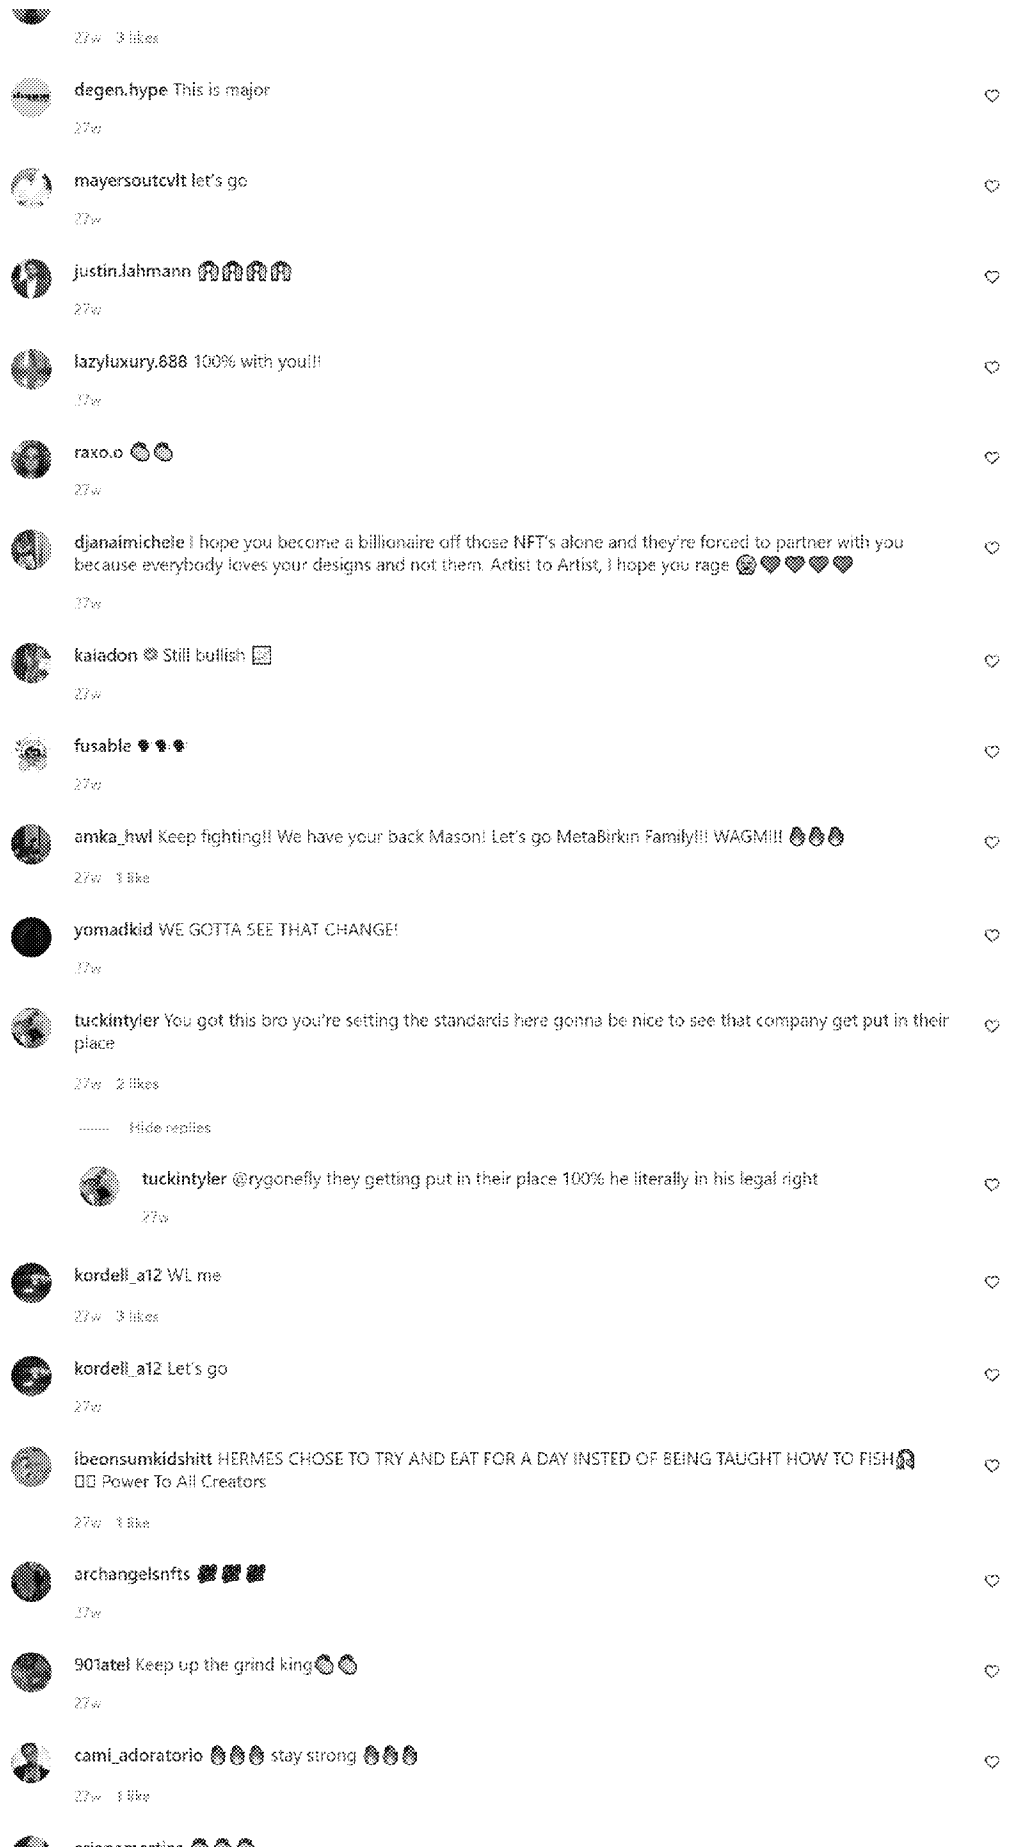 27w 3 likes
degen.hype This is major
27w
mayersoutcvlt let's go
27w
justin.lahmann
27w
lazyluxury.888 100% with you!!!
27w
raxo.o
27w
djanaimichele I hope you become a billionaire off those NFT's alone and they're forced to partner with you
because everybody loves your designs and not them. Artist to Artist, I hope you rage
27w
kaiadon Still bullish
27w
fusable
27w
amka_hwl Keep fighting!! We have your back Mason! Let's go MetaBirkin Family!!! WAGMI!!
27w 1 like
yomadkid WE GOTTA SEE THAT CHANGE!
27w
tuckintyler You got this bro you're setting the standards here gonna be nice to see that company get put in their
place
27w 2 likes
Hide replies
tuckintyler @rygonefly they getting put in their place 100% he literally in his legal right
27w
kordell_a12 WL me
27w 3 likes
kordell_a12 Let's go
27w
ibeonsumkidshitt HERMES CHOSE TO TRY AND EAT FOR A DAY INSTED OF BEING TAUGHT HOW TO FISH
Power To All Creators
27w 1 like
archangelsnfts
27w
901atel Keep up the grind king
27w
cami_adoratorio stay strong
27w 1 like